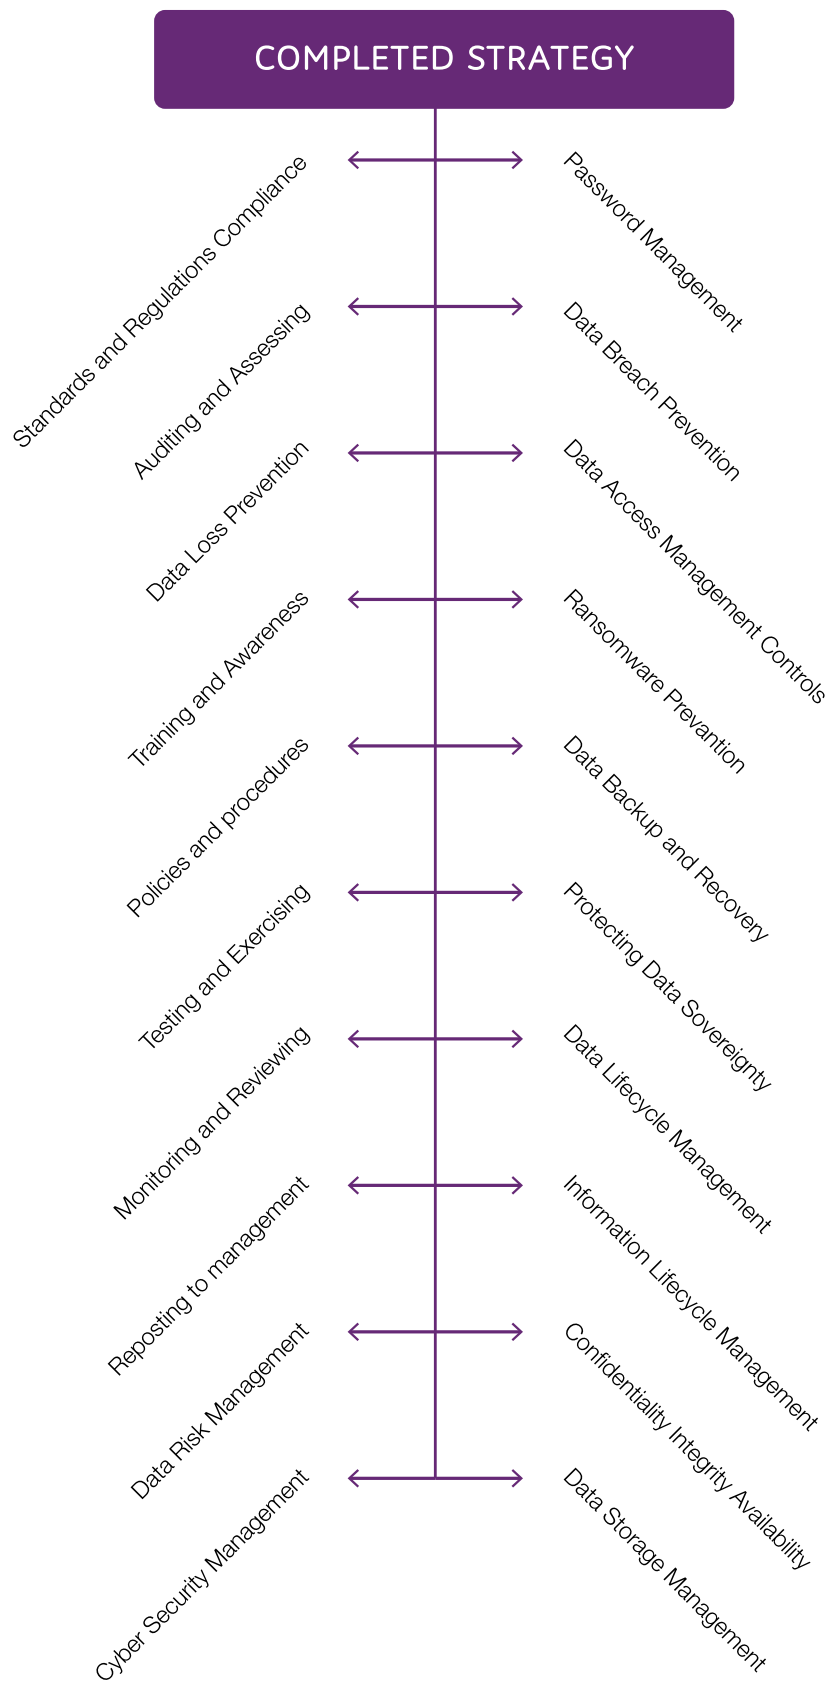 COMPLETED STRATEGY
Standards and Regulations Compliance
Password Management
Auditing and Assessing
Data Breach Prevention
Data Loss Prevention
Data Access Management Controls
Training and Awareness
Ransomware Prevantion
Policies and procedures
Data Backup and Recovery
Testing and Exercising
Protecting Data Sovereignty
Monitoring and Reviewing
Data Lifecycle Management
Reposting to management
Information Lifecycle Management
Data Risk Management
Confidentiality Integrity Availability
Cyber Security Management
Data Storage Management